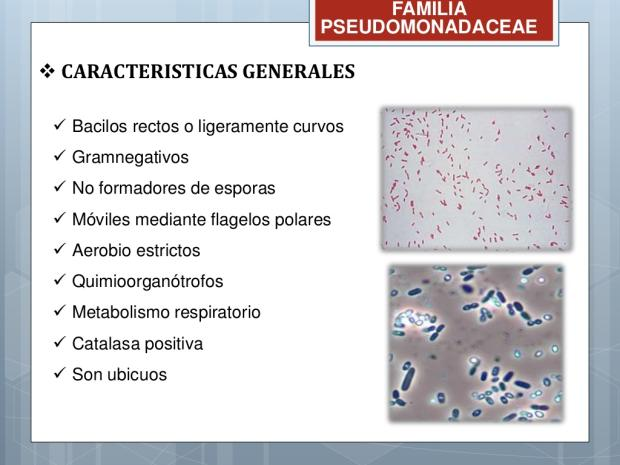 FAMILIA
PSEUDOMONADACEAE
❖ CARACTERISTICAS GENERALES
✓ Bacilos rectos o ligeramente curvos
✓ Gramnegativos
✓ No formadores de esporas
✓ Móviles mediante flagelos polares
✓ Aerobio estrictos
✓ Quimioorganótrofos
✓ Metabolismo respiratorio
✓ Catalasa positiva
✓ Son ubicuos